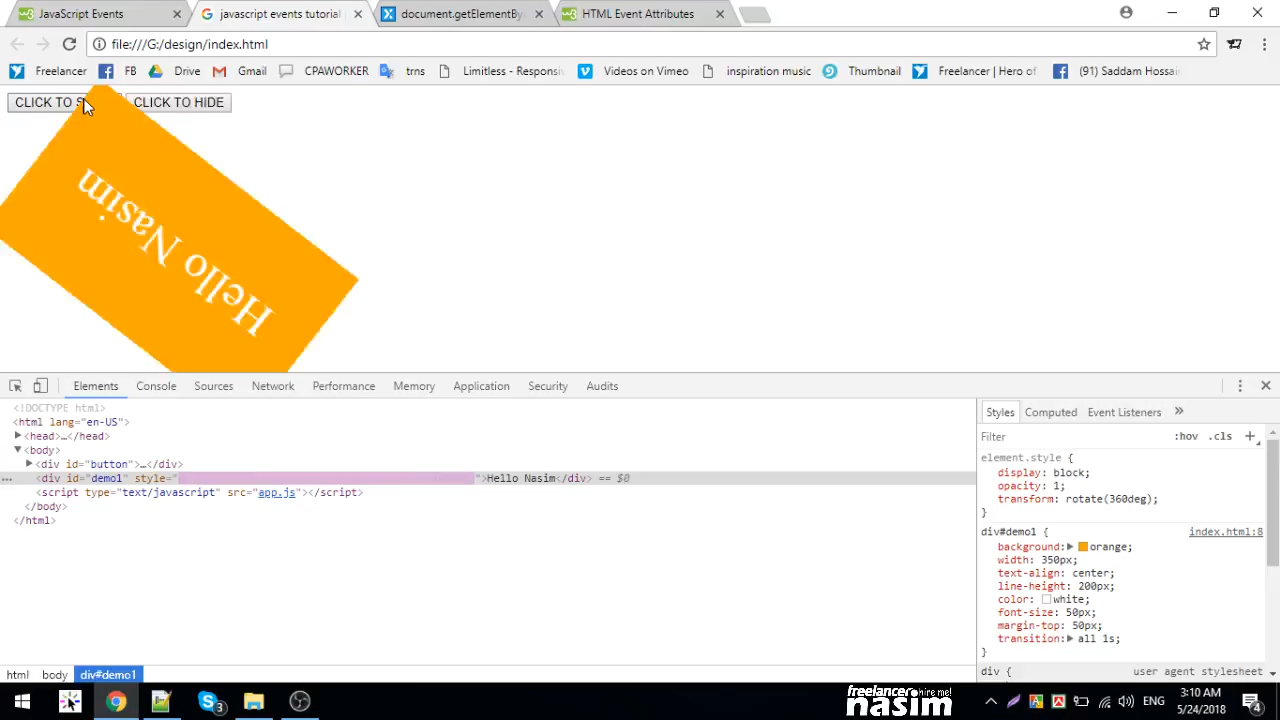 JavaScript Events
javascript events tutorial
document.getElementBy
HTML Event Attributes
file:///G:/design/index.html
Freelancer
FB
Drive
Gmail
CPAWORKER
trns
Limitless - Responsi
Videos on Vimeo
inspiration music
Thumbnail
Freelancer | Hero of
(91) Saddam Hossai
CLICK TO S
CLICK TO HIDE
Hello Nasim
Elements
Console
Sources
Network
Performance
Memory
Application
Security
Audits
<!DOCTYPE html>
<html lang="en-US">
<head>…</head>
<body>
<div id="button">…</div>
<div id="demo1" style=" ">Hello Nasim</div> == $0
<script type="text/javascript" src="app.js"></script>
</body>
</html>
html
body
div#demo1
Styles
Computed
Event Listeners
»
Filter
:hov
.cls
+
element.style {
display: block;
opacity: 1;
transform: rotate(360deg);
}
div#demo1 {
index.html:8
background: orange;
width: 350px;
text-align: center;
line-height: 200px;
color: white;
font-size: 50px;
margin-top: 50px;
transition: all 1s;
}
div {
user agent stylesheet
3
freelancer hire me!
nasim
ENG
3:10 AM
5/24/2018
4